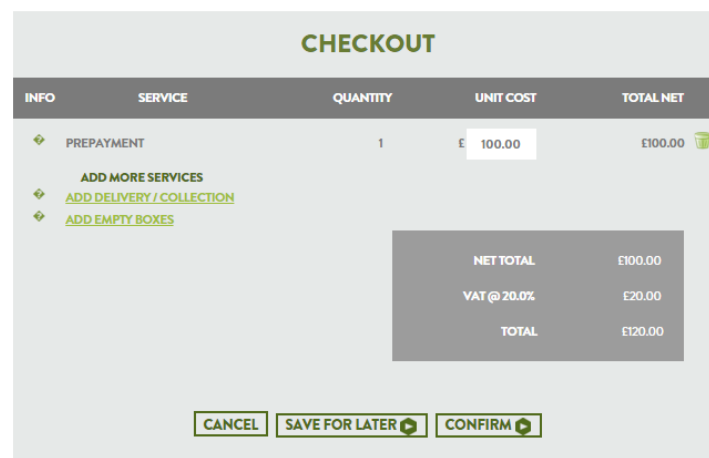 CHECKOUT
INFO SERVICE QUANTITY UNIT COST TOTAL NET
� PREPAYMENT 1 £ 100.00 £100.00
ADD MORE SERVICES
� ADD DELIVERY / COLLECTION
� ADD EMPTY BOXES
NET TOTAL £100.00
VAT @ 20.0% £20.00
TOTAL £120.00
CANCEL SAVE FOR LATER CONFIRM